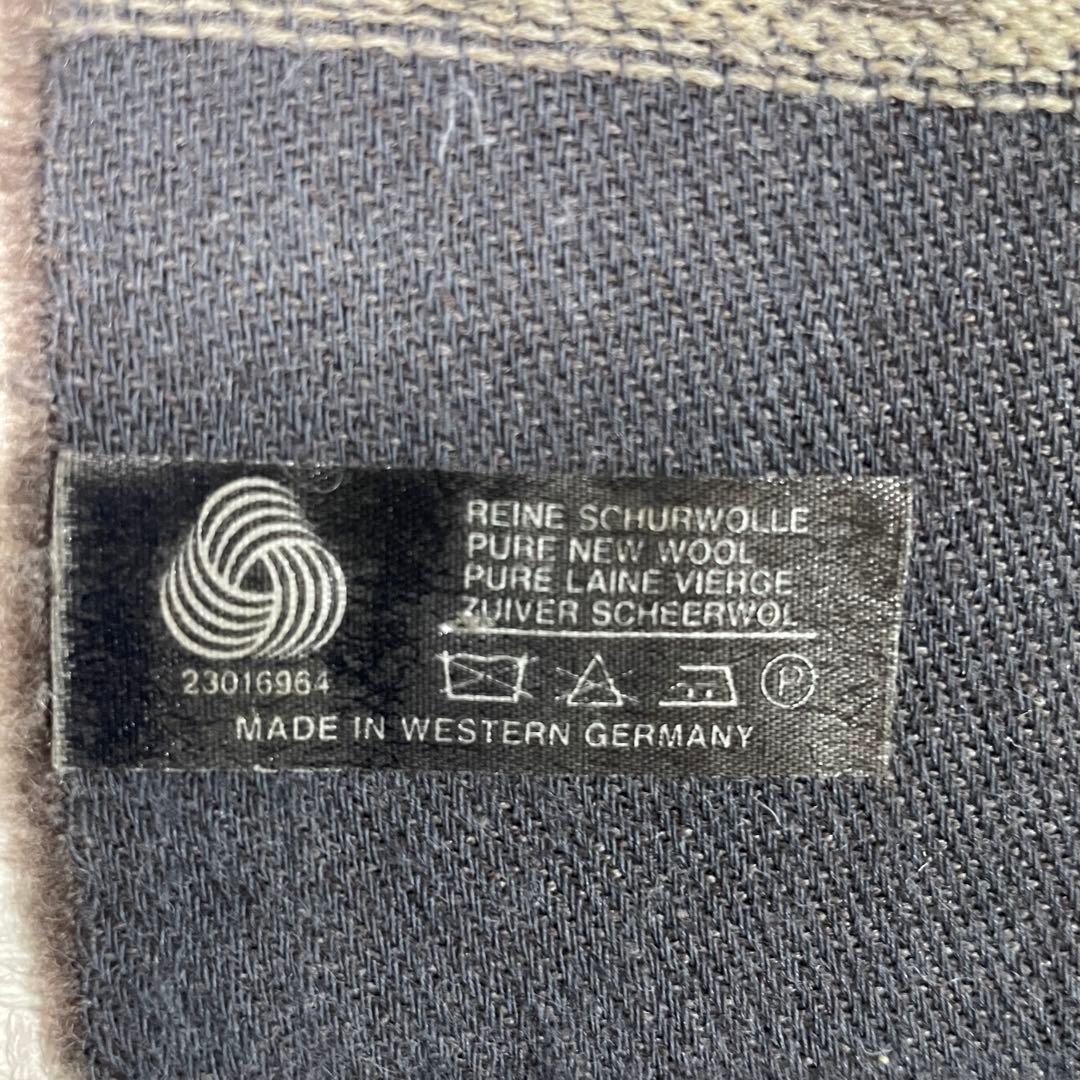 REINE SCHURWOLLE
PURE NEW WOOL
PURE LAINE VIERGE
ZUIVER SCHEERWOL
23016964
P
MADE IN WESTERN GERMANY